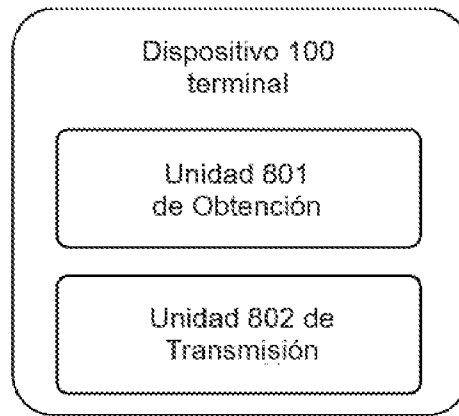 Dispositivo 100
terminal
Unidad 801
de Obtención
Unidad 802 de
Transmisión